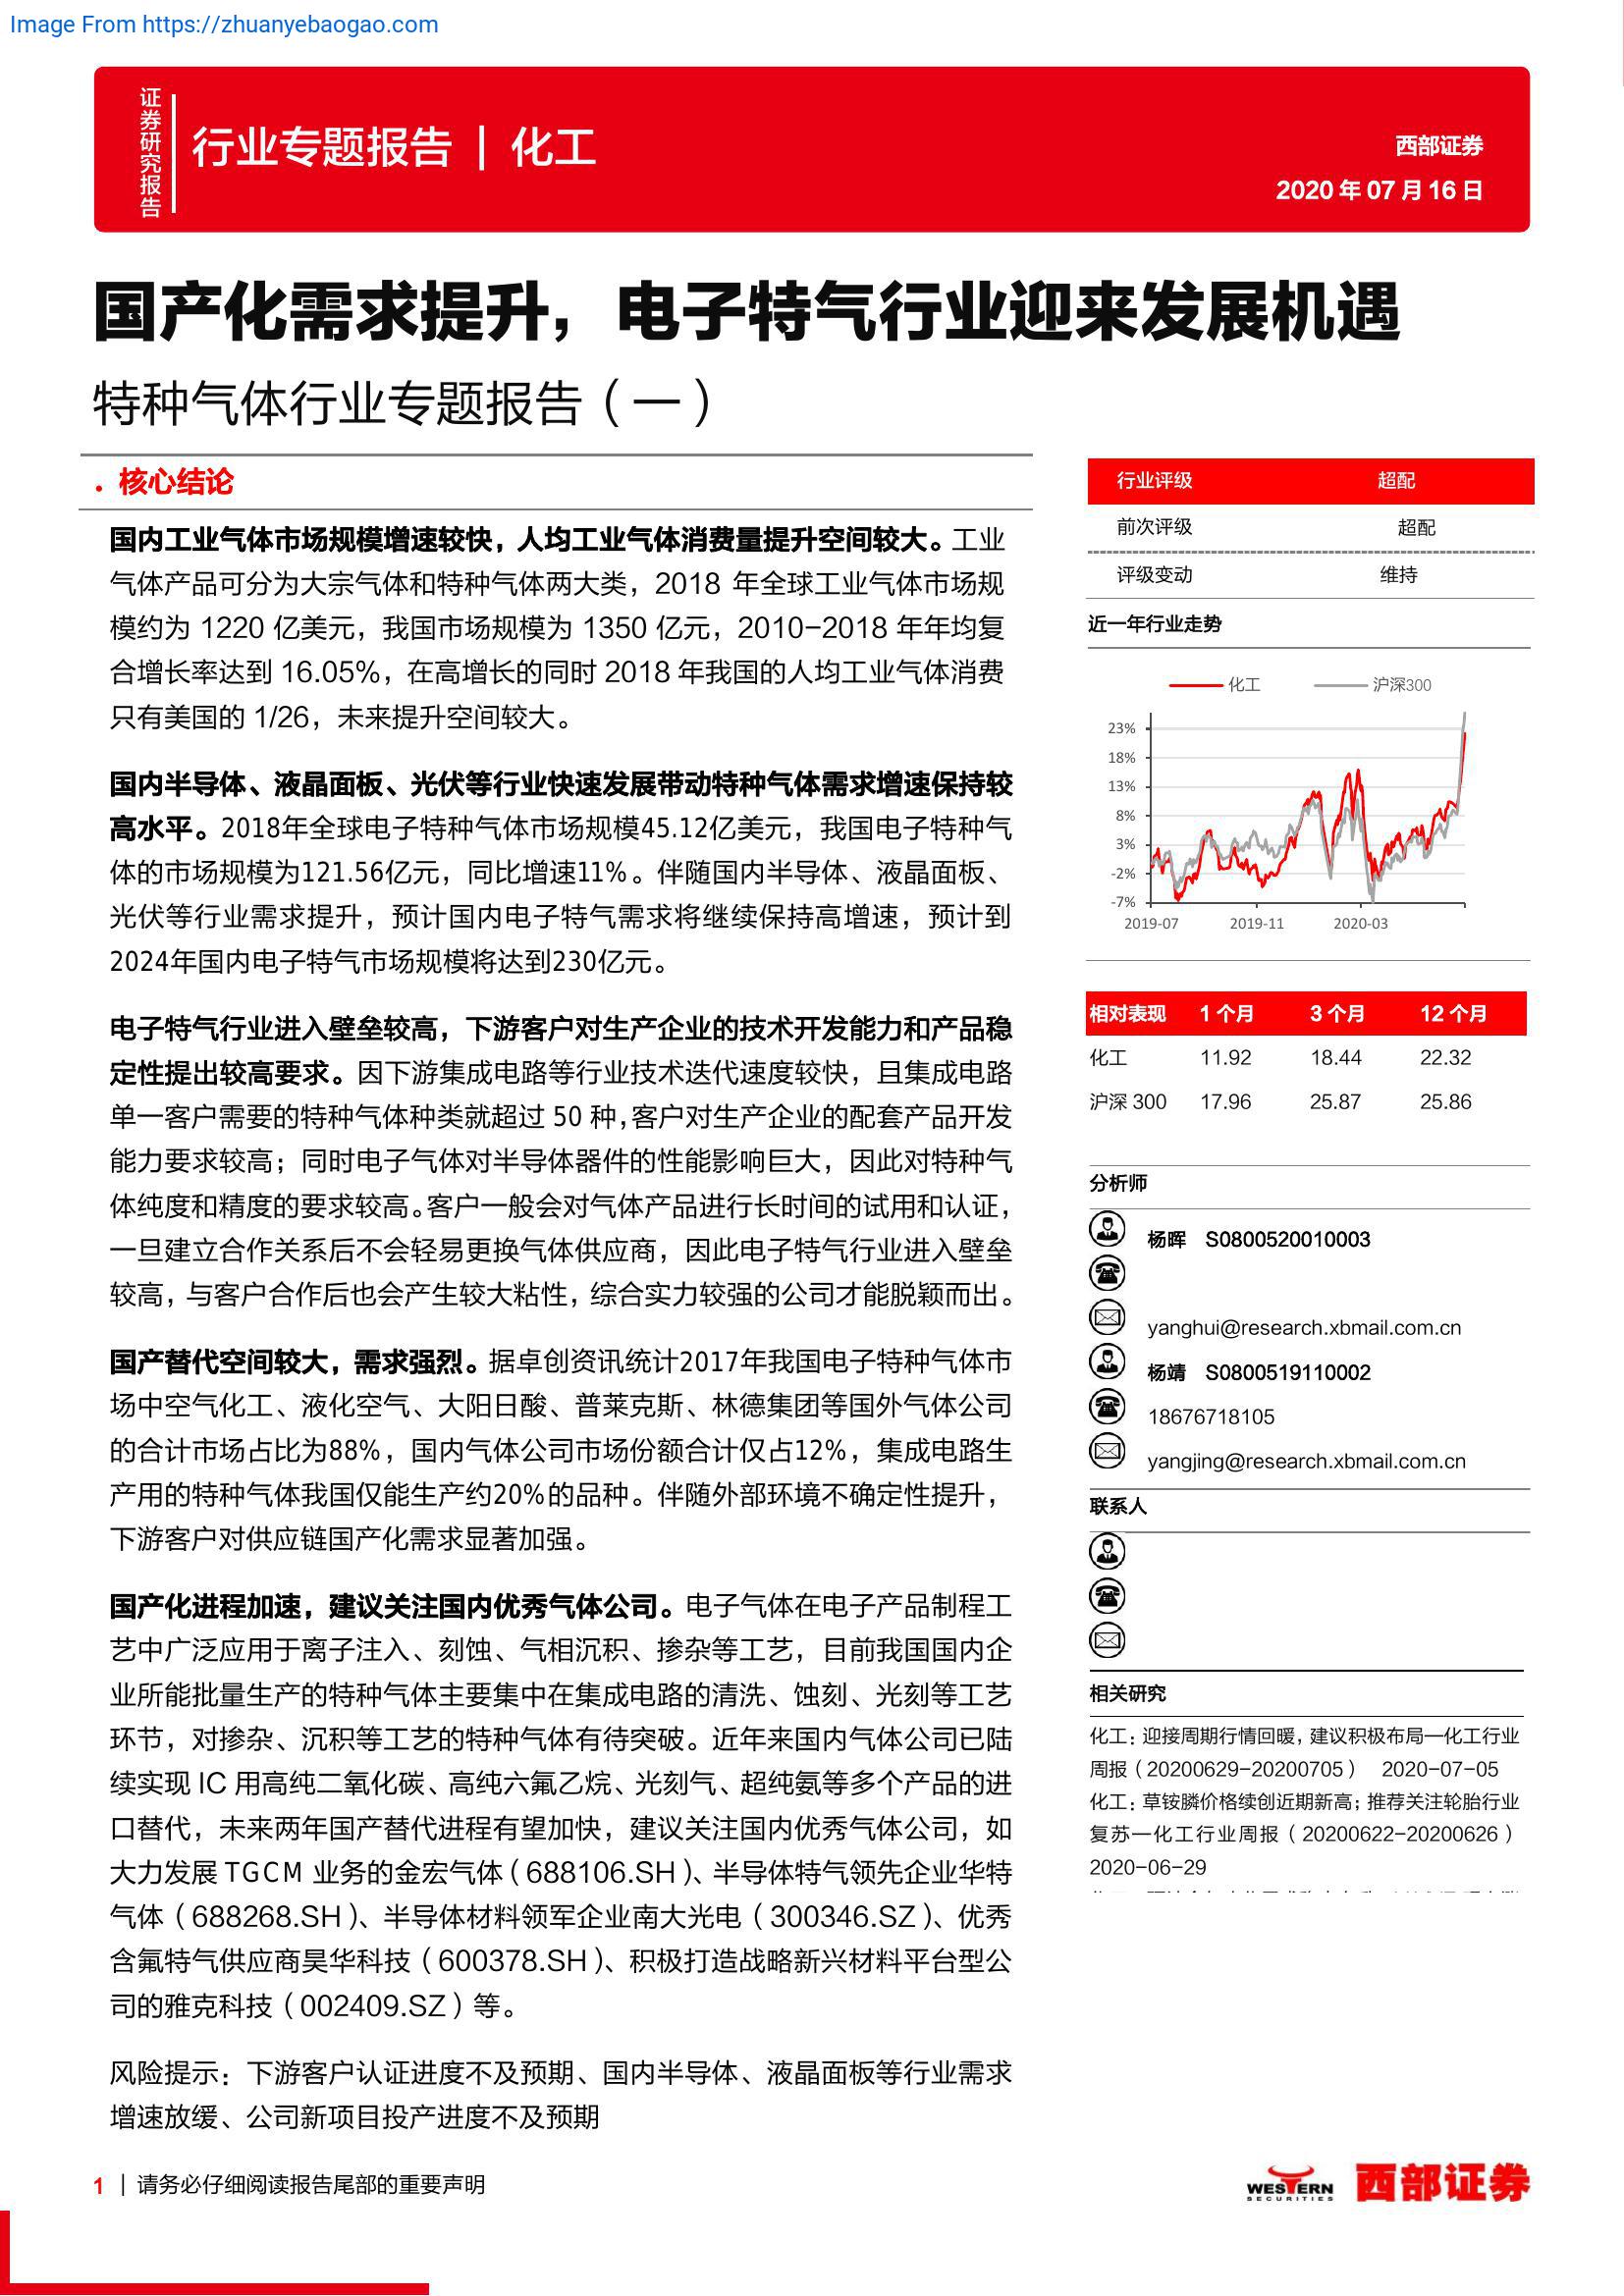 Image From https://zhuanyebaogao.com
证券研究报告
行业专题报告 | 化工
西部证券
2020 年 07 月 16 日
国产化需求提升，电子特气行业迎来发展机遇
特种气体行业专题报告（一）
• 核心结论
国内工业气体市场规模增速较快，人均工业气体消费量提升空间较大。工业
气体产品可分为大宗气体和特种气体两大类，2018 年全球工业气体市场规
模约为 1220 亿美元，我国市场规模为 1350 亿元，2010-2018 年年均复
合增长率达到 16.05%，在高增长的同时 2018 年我国的人均工业气体消费
只有美国的 1/26，未来提升空间较大。
国内半导体、液晶面板、光伏等行业快速发展带动特种气体需求增速保持较
高水平。2018年全球电子特种气体市场规模45.12亿美元，我国电子特种气
体的市场规模为121.56亿元，同比增速11%。伴随国内半导体、液晶面板、
光伏等行业需求提升，预计国内电子特气需求将继续保持高增速，预计到
2024年国内电子特气市场规模将达到230亿元。
电子特气行业进入壁垒较高，下游客户对生产企业的技术开发能力和产品稳
定性提出较高要求。因下游集成电路等行业技术迭代速度较快，且集成电路
单一客户需要的特种气体种类就超过 50 种，客户对生产企业的配套产品开发
能力要求较高；同时电子气体对半导体器件的性能影响巨大，因此对特种气
体纯度和精度的要求较高。客户一般会对气体产品进行长时间的试用和认证，
一旦建立合作关系后不会轻易更换气体供应商，因此电子特气行业进入壁垒
较高，与客户合作后也会产生较大粘性，综合实力较强的公司才能脱颖而出。
国产替代空间较大，需求强烈。据卓创资讯统计2017年我国电子特种气体市
场中空气化工、液化空气、大阳日酸、普莱克斯、林德集团等国外气体公司
的合计市场占比为88%，国内气体公司市场份额合计仅占12%，集成电路生
产用的特种气体我国仅能生产约20%的品种。伴随外部环境不确定性提升，
下游客户对供应链国产化需求显著加强。
国产化进程加速，建议关注国内优秀气体公司。电子气体在电子产品制程工
艺中广泛应用于离子注入、刻蚀、气相沉积、掺杂等工艺，目前我国国内企
业所能批量生产的特种气体主要集中在集成电路的清洗、蚀刻、光刻等工艺
环节，对掺杂、沉积等工艺的特种气体有待突破。近年来国内气体公司已陆
续实现 IC 用高纯二氧化碳、高纯六氟乙烷、光刻气、超纯氨等多个产品的进
口替代，未来两年国产替代进程有望加快，建议关注国内优秀气体公司，如
大力发展 TGCM 业务的金宏气体（688106.SH）、半导体特气领先企业华特
气体（688268.SH）、半导体材料领军企业南大光电（300346.SZ）、优秀
含氟特气供应商昊华科技（600378.SH）、积极打造战略新兴材料平台型公
司的雅克科技（002409.SZ）等。
风险提示：下游客户认证进度不及预期、国内半导体、液晶面板等行业需求
增速放缓、公司新项目投产进度不及预期
行业评级 超配
前次评级 超配
评级变动 维持
近一年行业走势
化工 沪深300
23%
18%
13%
8%
3%
-2%
-7%
2019-07 2019-11 2020-03
相对表现 1 个月 3 个月 12 个月
化工 11.92 18.44 22.32
沪深 300 17.96 25.87 25.86
分析师
杨晖 S0800520010003
yanghui@research.xbmail.com.cn
杨靖 S0800519110002
18676718105
yangjing@research.xbmail.com.cn
联系人
相关研究
化工：迎接周期行情回暖，建议积极布局—化工行业
周报（20200629-20200705） 2020-07-05
化工：草铵膦价格续创近期新高；推荐关注轮胎行业
复苏—化工行业周报（20200622-20200626）
2020-06-29
1 | 请务必仔细阅读报告尾部的重要声明
WESTERN
SECURITIES
西部证券